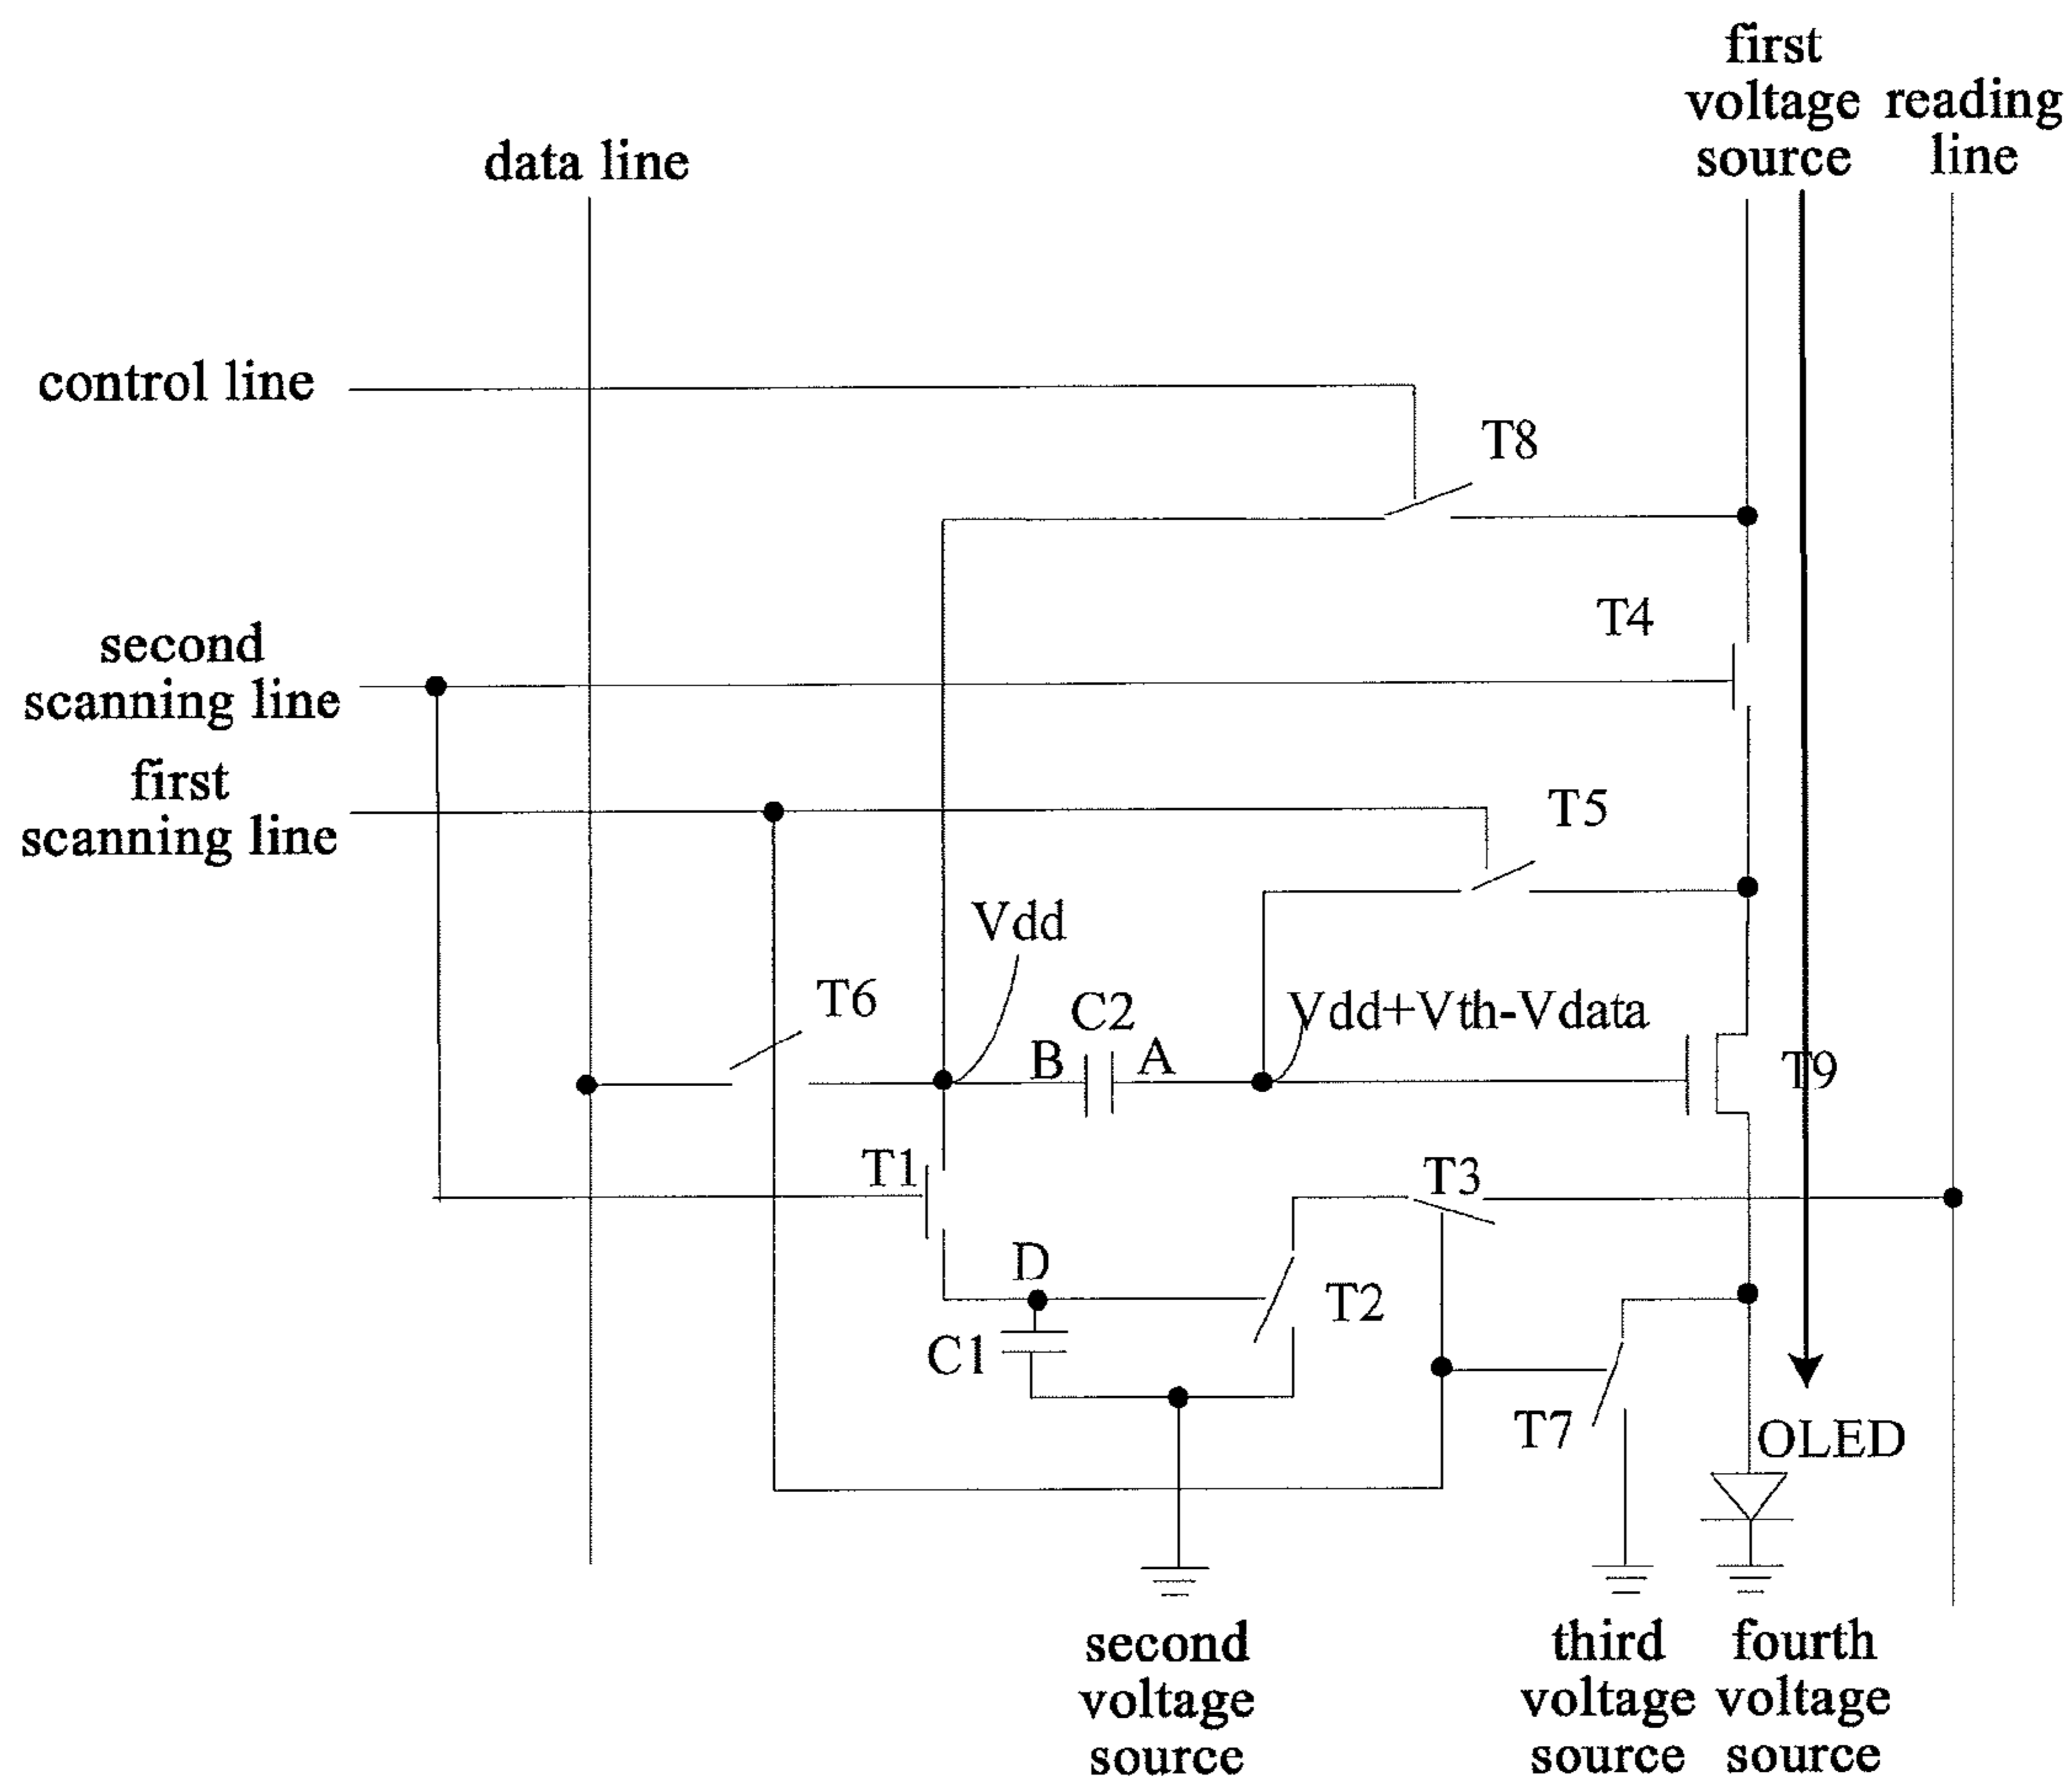 first
voltage
source
reading
line
data line
control line
T8
T4
second
scanning line
first
scanning line
T5
Vdd
T6
C2
Vdd+Vth-Vdata
B
A
T9
T1
T3
D
T2
C1
T7
OLED
second
voltage
source
third
voltage
source
fourth
voltage
source